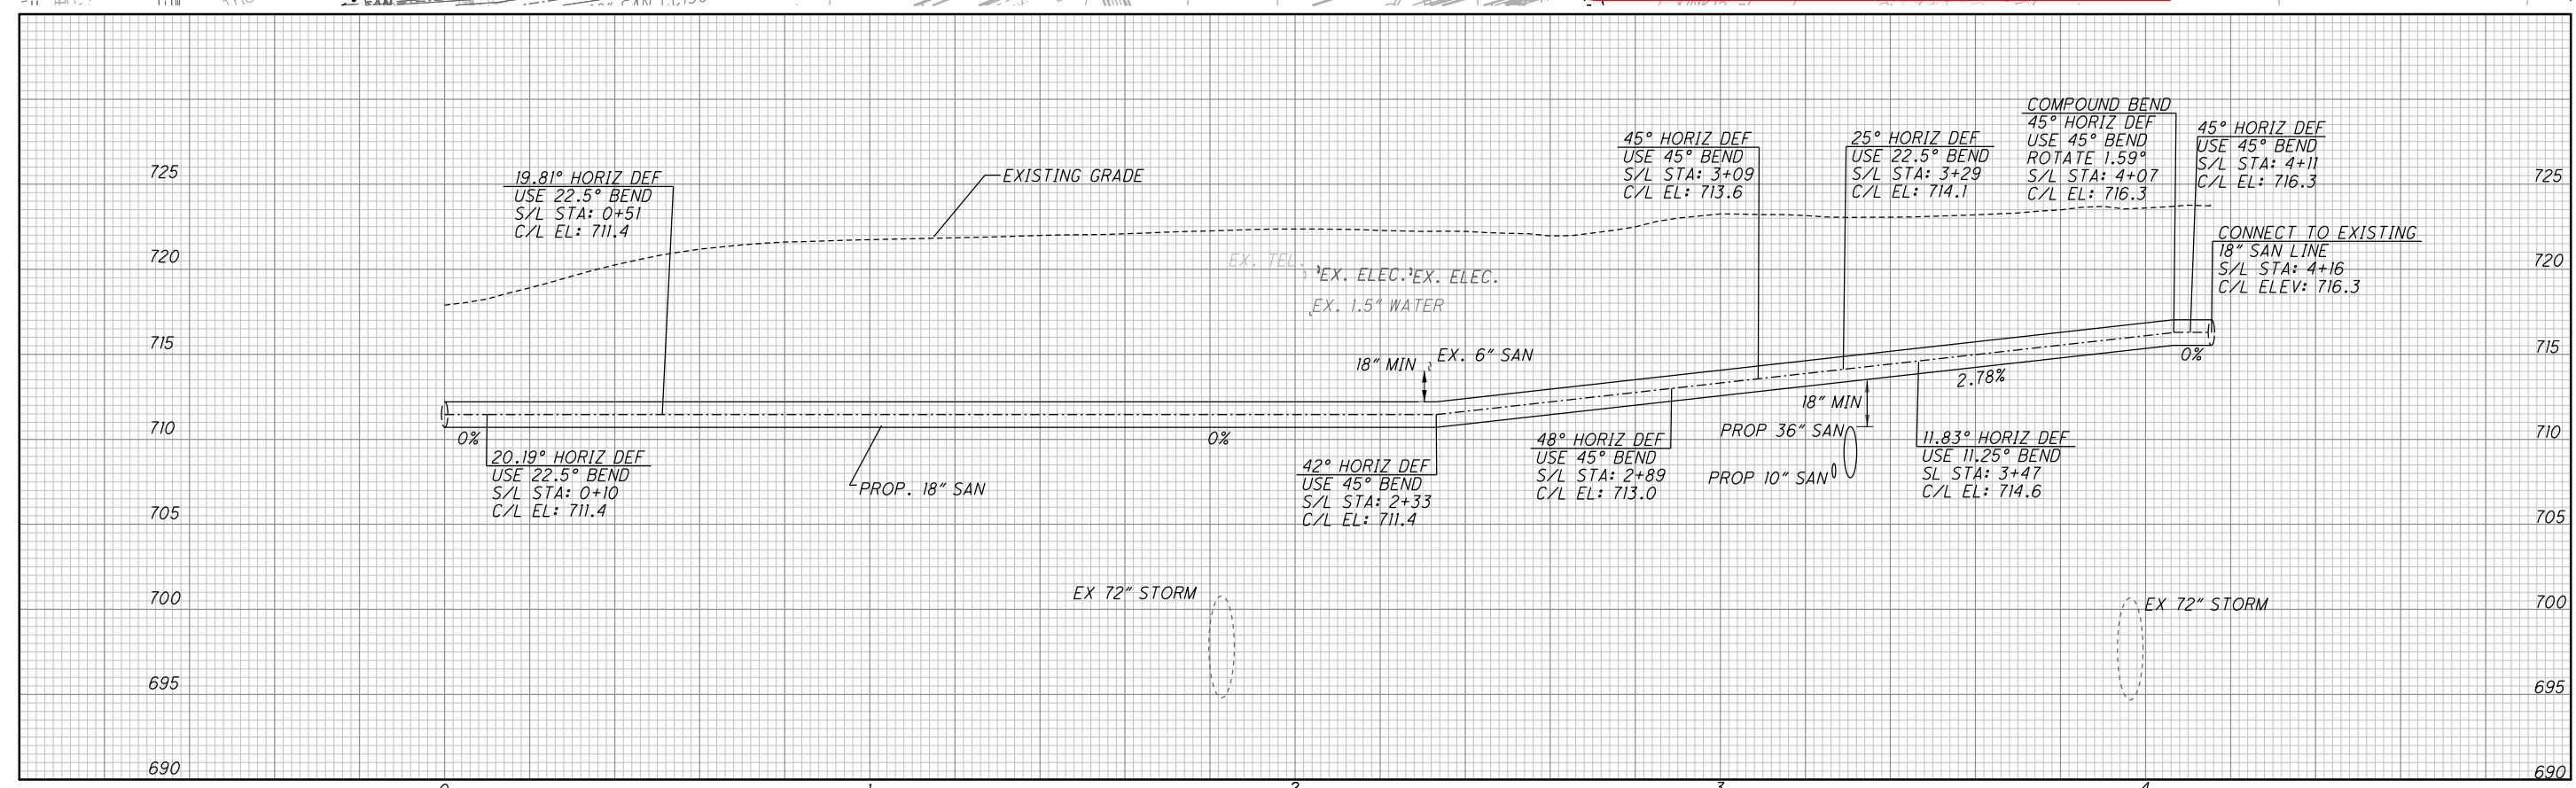 COMPOUND BEND
45° HORIZ DEF
USE 45° BEND
ROTATE 1.59°
S/L STA: 4+07
C/L EL: 716.3
45° HORIZ DEF
USE 45° BEND
S/L STA: 4+11
C/L EL: 716.3
45° HORIZ DEF
USE 45° BEND
S/L STA: 3+09
C/L EL: 713.6
25° HORIZ DEF
USE 22.5° BEND
S/L STA: 3+29
C/L EL: 714.1
725
19.81° HORIZ DEF
USE 22.5° BEND
S/L STA: 0+51
C/L EL: 711.4
EXISTING GRADE
725
CONNECT TO EXISTING
18" SAN LINE
S/L STA: 4+16
C/L ELEV: 716.3
720
EX. TEL.
EX. ELEC.
EX. ELEC.
720
EX. 1.5" WATER
715
18" MIN
EX. 6" SAN
0%
715
2.78%
18" MIN
710
0%
0%
PROP 36" SAN
710
20.19° HORIZ DEF
USE 22.5° BEND
S/L STA: 0+10
C/L EL: 711.4
PROP. 18" SAN
42° HORIZ DEF
USE 45° BEND
S/L STA: 2+33
C/L EL: 711.4
48° HORIZ DEF
USE 45° BEND
S/L STA: 2+89
C/L EL: 713.0
PROP 10" SAN
11.83° HORIZ DEF
USE 11.25° BEND
SL STA: 3+47
C/L EL: 714.6
705
705
700
EX 72" STORM
EX 72" STORM
700
695
695
690
690
0 1 2 3 4